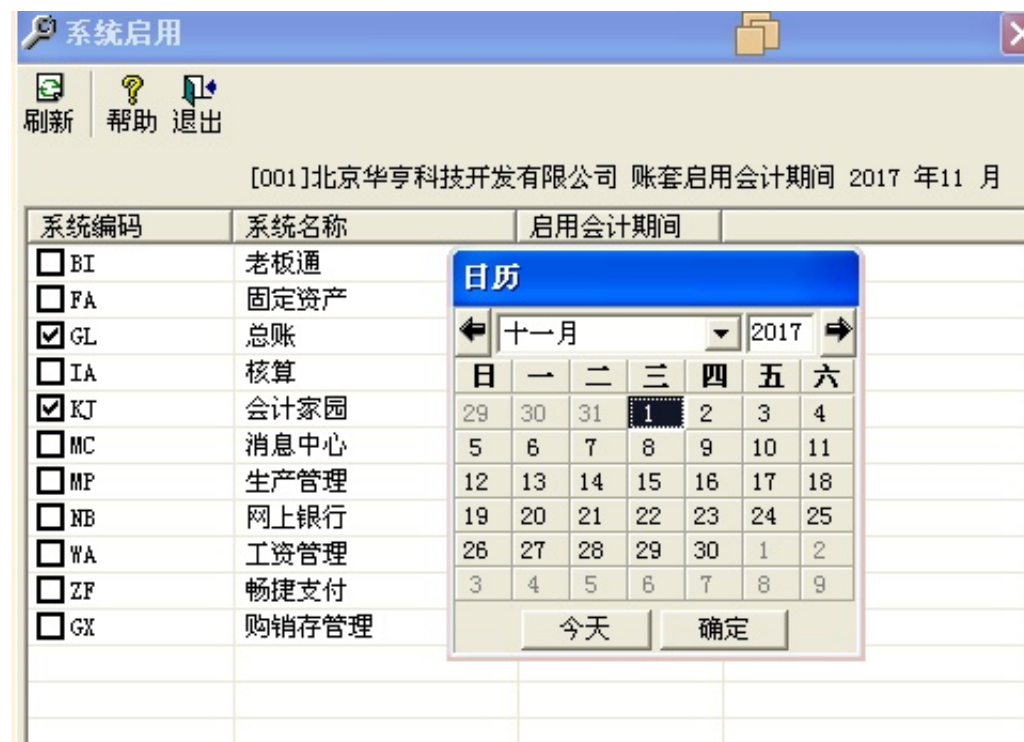 系统启用
刷新 帮助 退出
[001]北京华亨科技开发有限公司 账套启用会计期间 2017 年11 月
系统编码 系统名称 启用会计期间
BI 老板通
FA 固定资产
GL 总账
IA 核算
KJ 会计家园
MC 消息中心
MP 生产管理
NB 网上银行
WA 工资管理
ZF 畅捷支付
GX 购销存管理
日历
十一月 2017
日 一 二 三 四 五 六
29 30 31 1 2 3 4
5 6 7 8 9 10 11
12 13 14 15 16 17 18
19 20 21 22 23 24 25
26 27 28 29 30 1 2
3 4 5 6 7 8 9
今天 确定